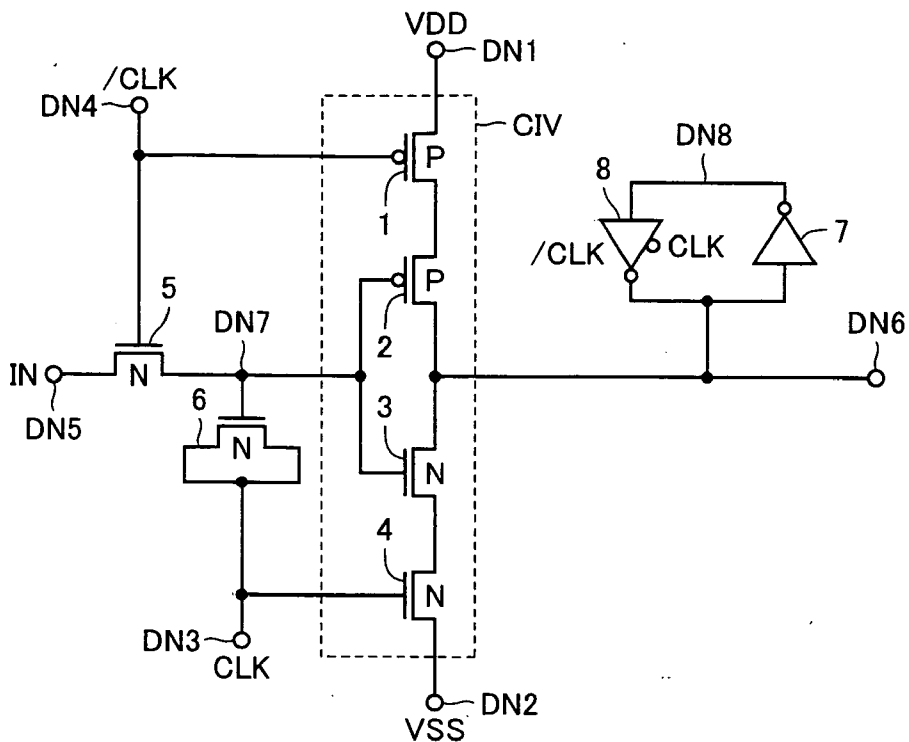 VDD
DN1
/CLK
DN4
CIV
P
1
DN8
8
/CLK
CLK
7
P
2
5
DN7
DN6
IN
N
DN5
6
N
3
N
4
N
DN3
CLK
DN2
VSS